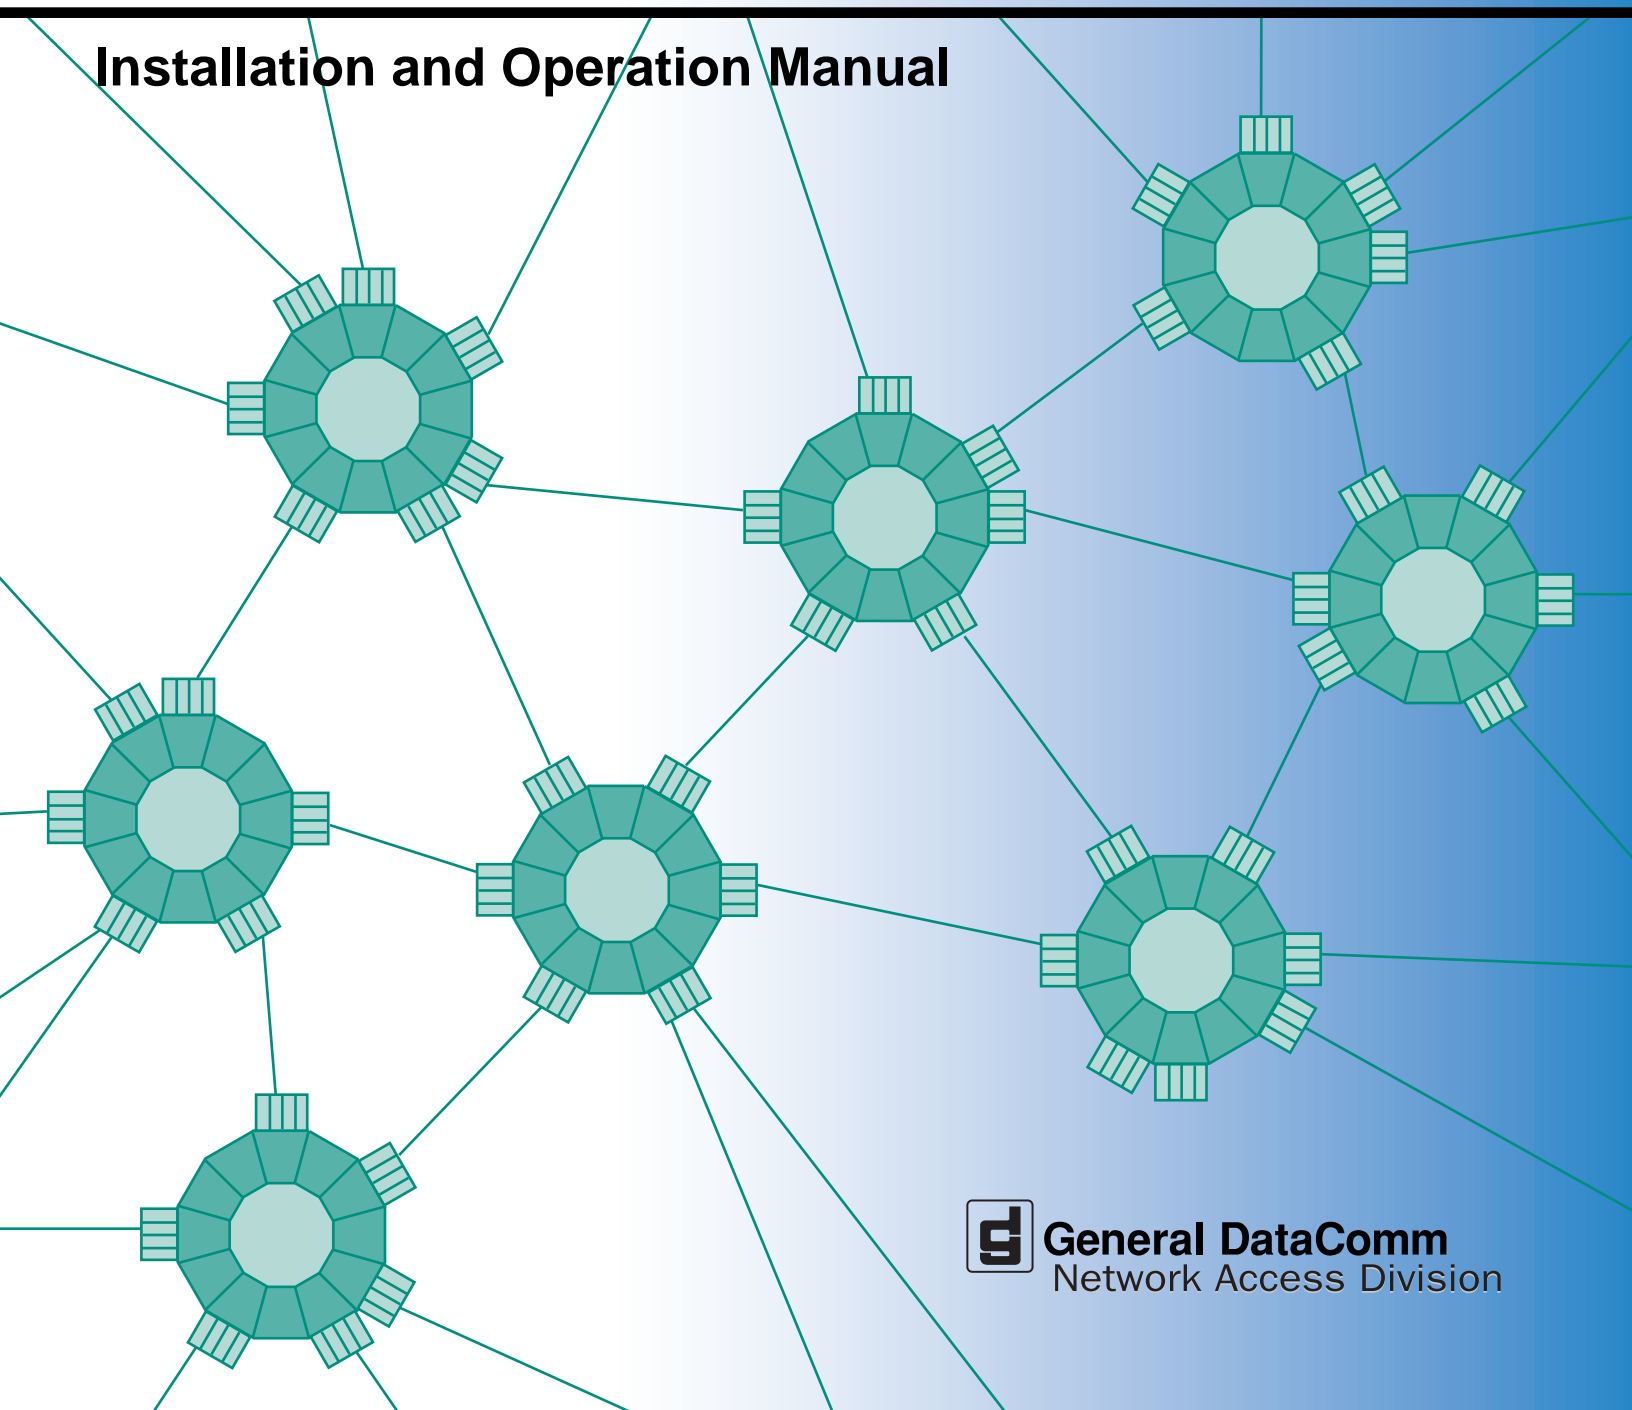 Installation and Operation Manual
General DataComm
Network Access Division